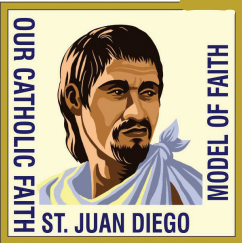 OUR CATHOLIC FAITH
ST. JUAN DIEGO
MODEL OF FAITH